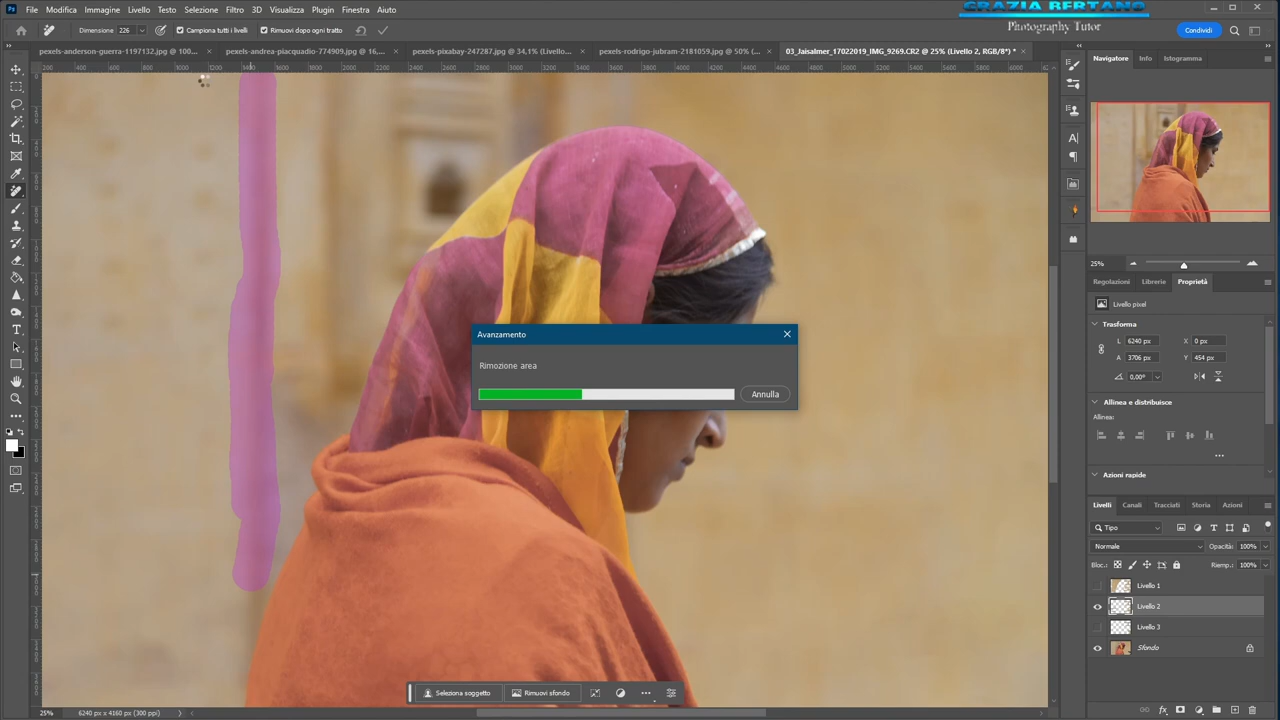 GRAZIA BERTANO
Photography Tutor
File Modifica Immagine Livello Testo Selezione Filtro 3D Visualizza Plugin Finestra Aiuto
Dimensione: 226 Campiona tutti i livelli Rimuovi dopo ogni tratto Condividi
pexels-anderson-guerra-1197132.jpg @ 100... × pexels-andrea-piacquadio-774909.jpg @ 16,... × pexels-pixabay-247287.jpg @ 34,1% (Livello... × pexels-rodrigo-jubram-2181059.jpg @ 50% (... × 03_Jaisalmer_17022019_IMG_9269.CR2 @ 25% (Livello 2, RGB/8*) * ×
Navigatore Info Istogramma
25%
Regolazioni Librerie Proprietà
Livello pixel
Trasforma
L 6240 px X 0 px
A 3706 px Y 454 px
0,00°
Allinea e distribuisce
Allinea:
Azioni rapide
Avanzamento
Rimozione area
Annulla
Livelli Canali Tracciati Storia Azioni
Tipo
Normale Opacità: 100%
Bloc.: Riemp.: 100%
Livello 1
Livello 2
Livello 3
Sfondo
Seleziona soggetto Rimuovi sfondo
25% 6240 px x 4160 px (300 ppi)